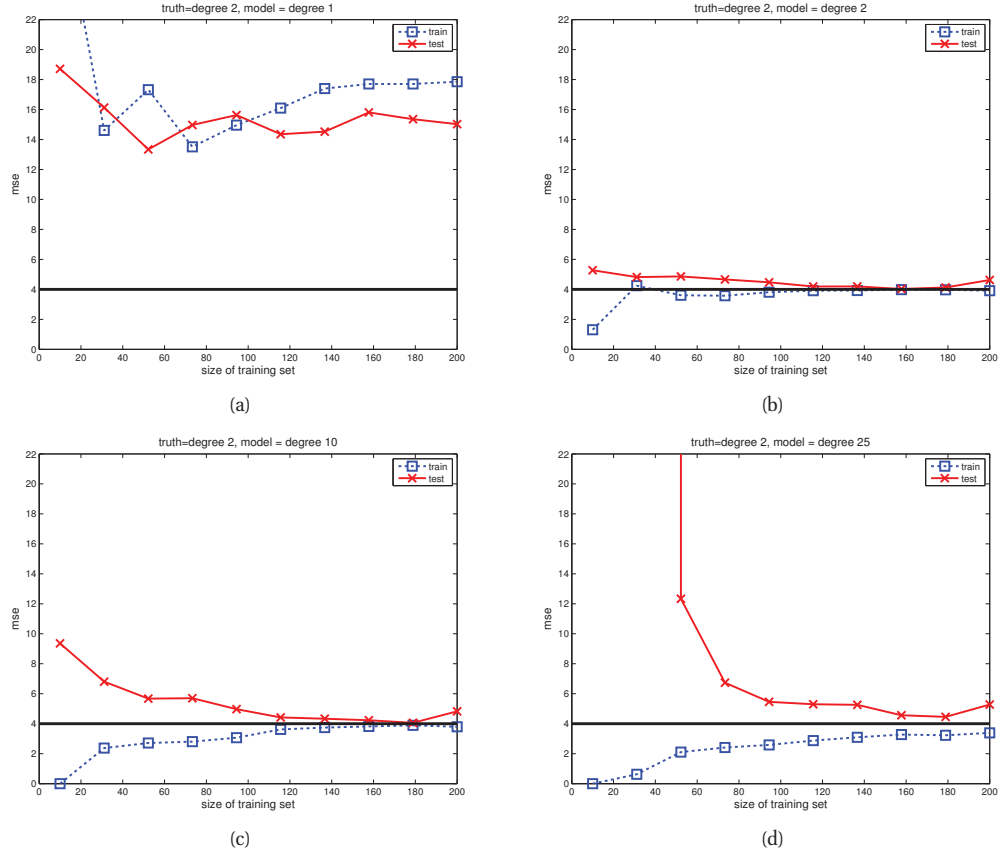 truth=degree 2, model = degree 1
22
20
18
16
14
12
10
8
6
4
2
0
mse
train
test
0 20 40 60 80 100 120 140 160 180 200
size of training set
(a)
truth=degree 2, model = degree 2
22
20
18
16
14
12
10
8
6
4
2
0
mse
train
test
0 20 40 60 80 100 120 140 160 180 200
size of training set
(b)
truth=degree 2, model = degree 10
22
20
18
16
14
12
10
8
6
4
2
0
mse
train
test
0 20 40 60 80 100 120 140 160 180 200
size of training set
(c)
truth=degree 2, model = degree 25
22
20
18
16
14
12
10
8
6
4
2
0
mse
train
test
0 20 40 60 80 100 120 140 160 180 200
size of training set
(d)